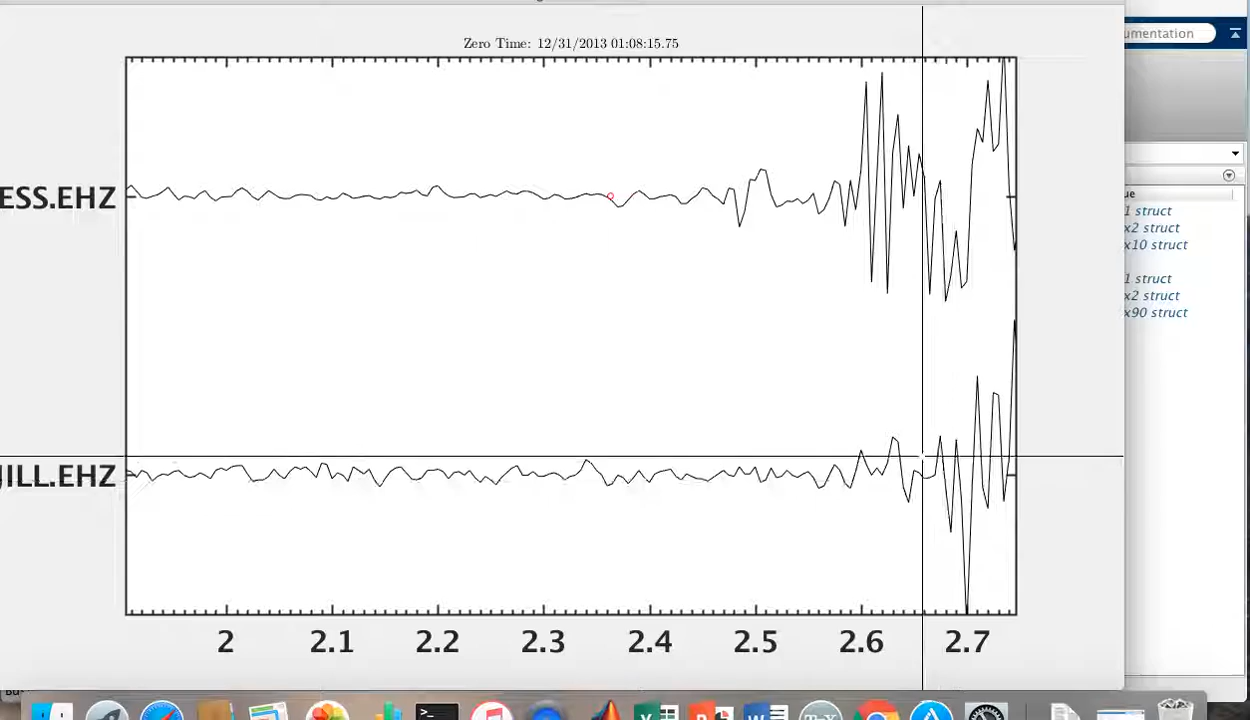 Zero Time: 12/31/2013 01:08:15.75
umentation
ESS.EHZ
ue
1 struct
x2 struct
x10 struct
1 struct
x2 struct
x90 struct
JILL.EHZ
2 2.1 2.2 2.3 2.4 2.5 2.6 2.7